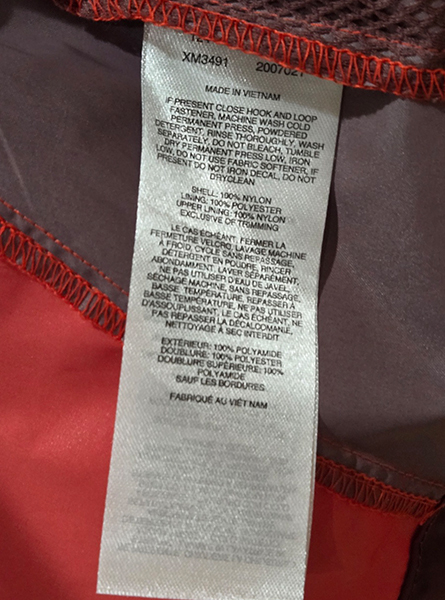 XM3491 2007021
MADE IN VIETNAM
IF PRESENT CLOSE HOOK AND LOOP
FASTENER, MACHINE WASH COLD
PERMANENT PRESS, POWDERED
DETERGENT, RINSE THOROUGHLY, WASH
SEPARATELY, DO NOT BLEACH, TUMBLE
DRY PERMANENT PRESS LOW, IRON
LOW, DO NOT USE FABRIC SOFTENER, IF
PRESENT DO NOT IRON DECAL, DO NOT
DRYCLEAN
SHELL: 100% NYLON
LINING: 100% POLYESTER
UPPER LINING: 100% NYLON
EXCLUSIVE OF TRIMMING
LE CAS ÉCHÉANT, FERMER LA
FERMETURE VELCRO, LAVAGE MACHINE
À FROID, CYCLE SANS REPASSAGE,
DÉTERGENT EN POUDRE, RINCER
ABONDAMMENT, LAVER SÉPARÉMENT,
NE PAS UTILISER D'EAU DE JAVEL,
SÉCHAGE MACHINE, SANS REPASSAGE,
BASSE TEMPÉRATURE, REPASSER À
BASSE TEMPÉRATURE, NE PAS UTILISER
D'ASSOUPLISSANT, LE CAS ÉCHÉANT, NE
PAS REPASSER LA DÉCALCOMANIE,
NETTOYAGE À SEC INTERDIT
EXTÉRIEUR: 100% POLYAMIDE
DOUBLURE: 100% POLYESTER
DOUBLURE SUPÉRIEURE: 100%
POLYAMIDE
SAUF LES BORDURES
FABRIQUÉ AU VIÊT NAM